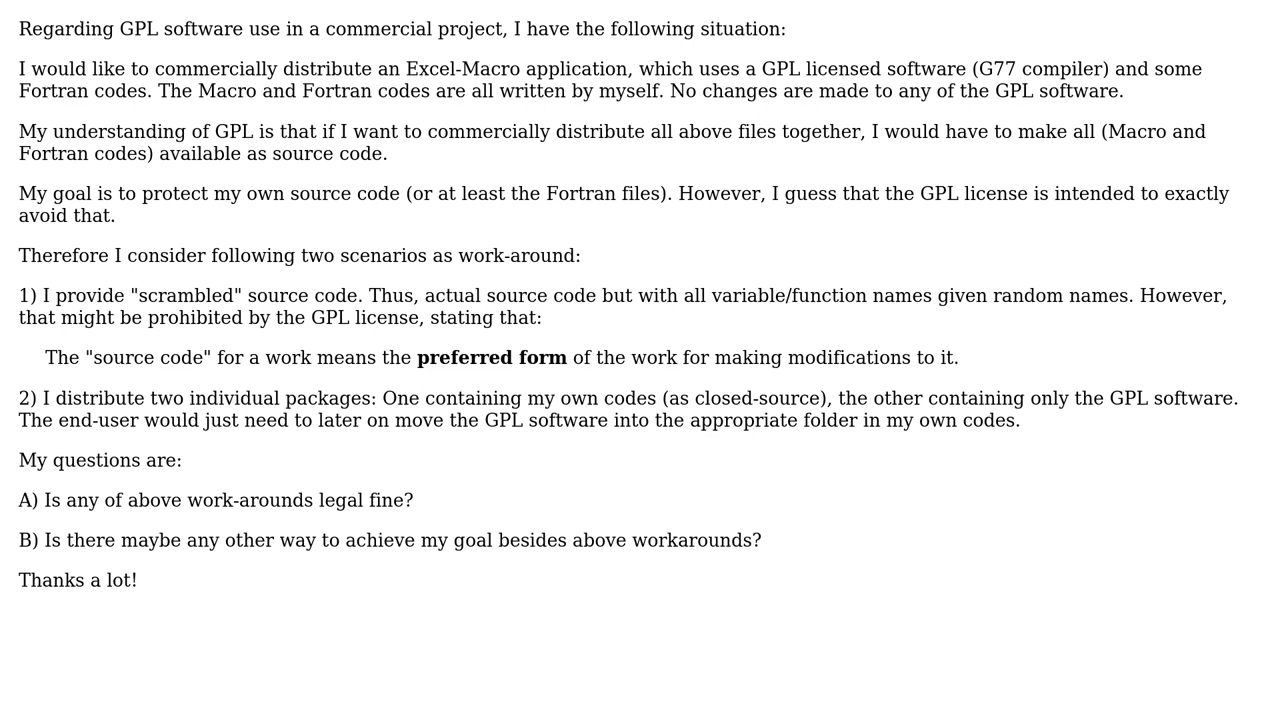 Regarding GPL software use in a commercial project, I have the following situation:
I would like to commercially distribute an Excel-Macro application, which uses a GPL licensed software (G77 compiler) and some
Fortran codes. The Macro and Fortran codes are all written by myself. No changes are made to any of the GPL software.
My understanding of GPL is that if I want to commercially distribute all above files together, I would have to make all (Macro and
Fortran codes) available as source code.
My goal is to protect my own source code (or at least the Fortran files). However, I guess that the GPL license is intended to exactly
avoid that.
Therefore I consider following two scenarios as work-around:
1) I provide "scrambled" source code. Thus, actual source code but with all variable/function names given random names. However,
that might be prohibited by the GPL license, stating that:
The "source code" for a work means the preferred form of the work for making modifications to it.
2) I distribute two individual packages: One containing my own codes (as closed-source), the other containing only the GPL software.
The end-user would just need to later on move the GPL software into the appropriate folder in my own codes.
My questions are:
A) Is any of above work-arounds legal fine?
B) Is there maybe any other way to achieve my goal besides above workarounds?
Thanks a lot!